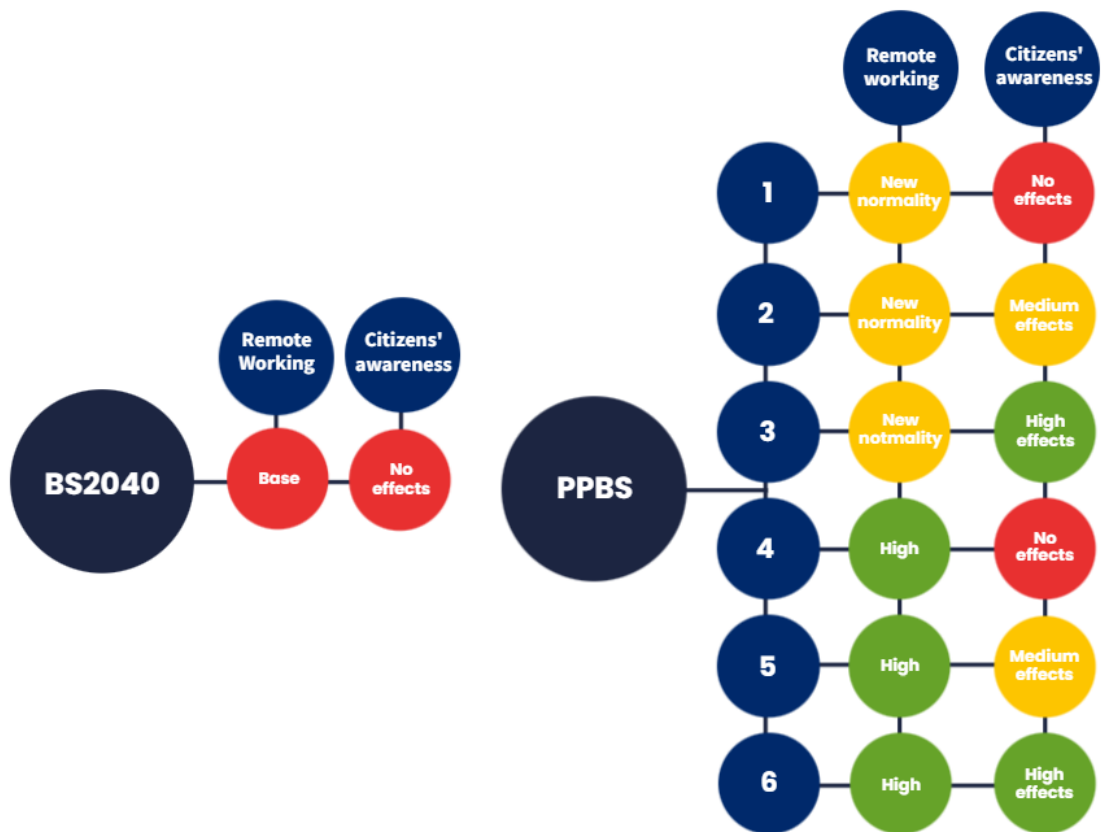 BS2040
Remote
Working
Citizens'
awareness
Base
No
effects
PPBS
Remote
working
Citizens'
awareness
1
New
normality
No
effects
2
New
normality
Medium
effects
3
New
notmality
High
effects
4
High
No
effects
5
High
Medium
effects
6
High
High
effects